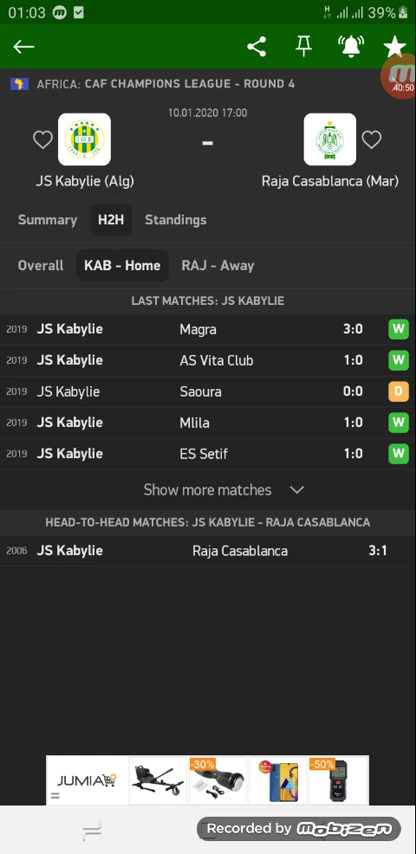 01:03 39%
40:50
AFRICA: CAF CHAMPIONS LEAGUE - ROUND 4
10.01.2020 17:00
-
JS Kabylie (Alg) Raja Casablanca (Mar)
Summary H2H Standings
Overall KAB - Home RAJ - Away
LAST MATCHES: JS KABYLIE
2019 JS Kabylie Magra 3:0 W
2019 JS Kabylie AS Vita Club 1:0 W
2019 JS Kabylie Saoura 0:0 D
2019 JS Kabylie Mlila 1:0 W
2019 JS Kabylie ES Setif 1:0 W
Show more matches
HEAD-TO-HEAD MATCHES: JS KABYLIE - RAJA CASABLANCA
2006 JS Kabylie Raja Casablanca 3:1
JUMIA -30% -50%
Recorded by MOBIZEN